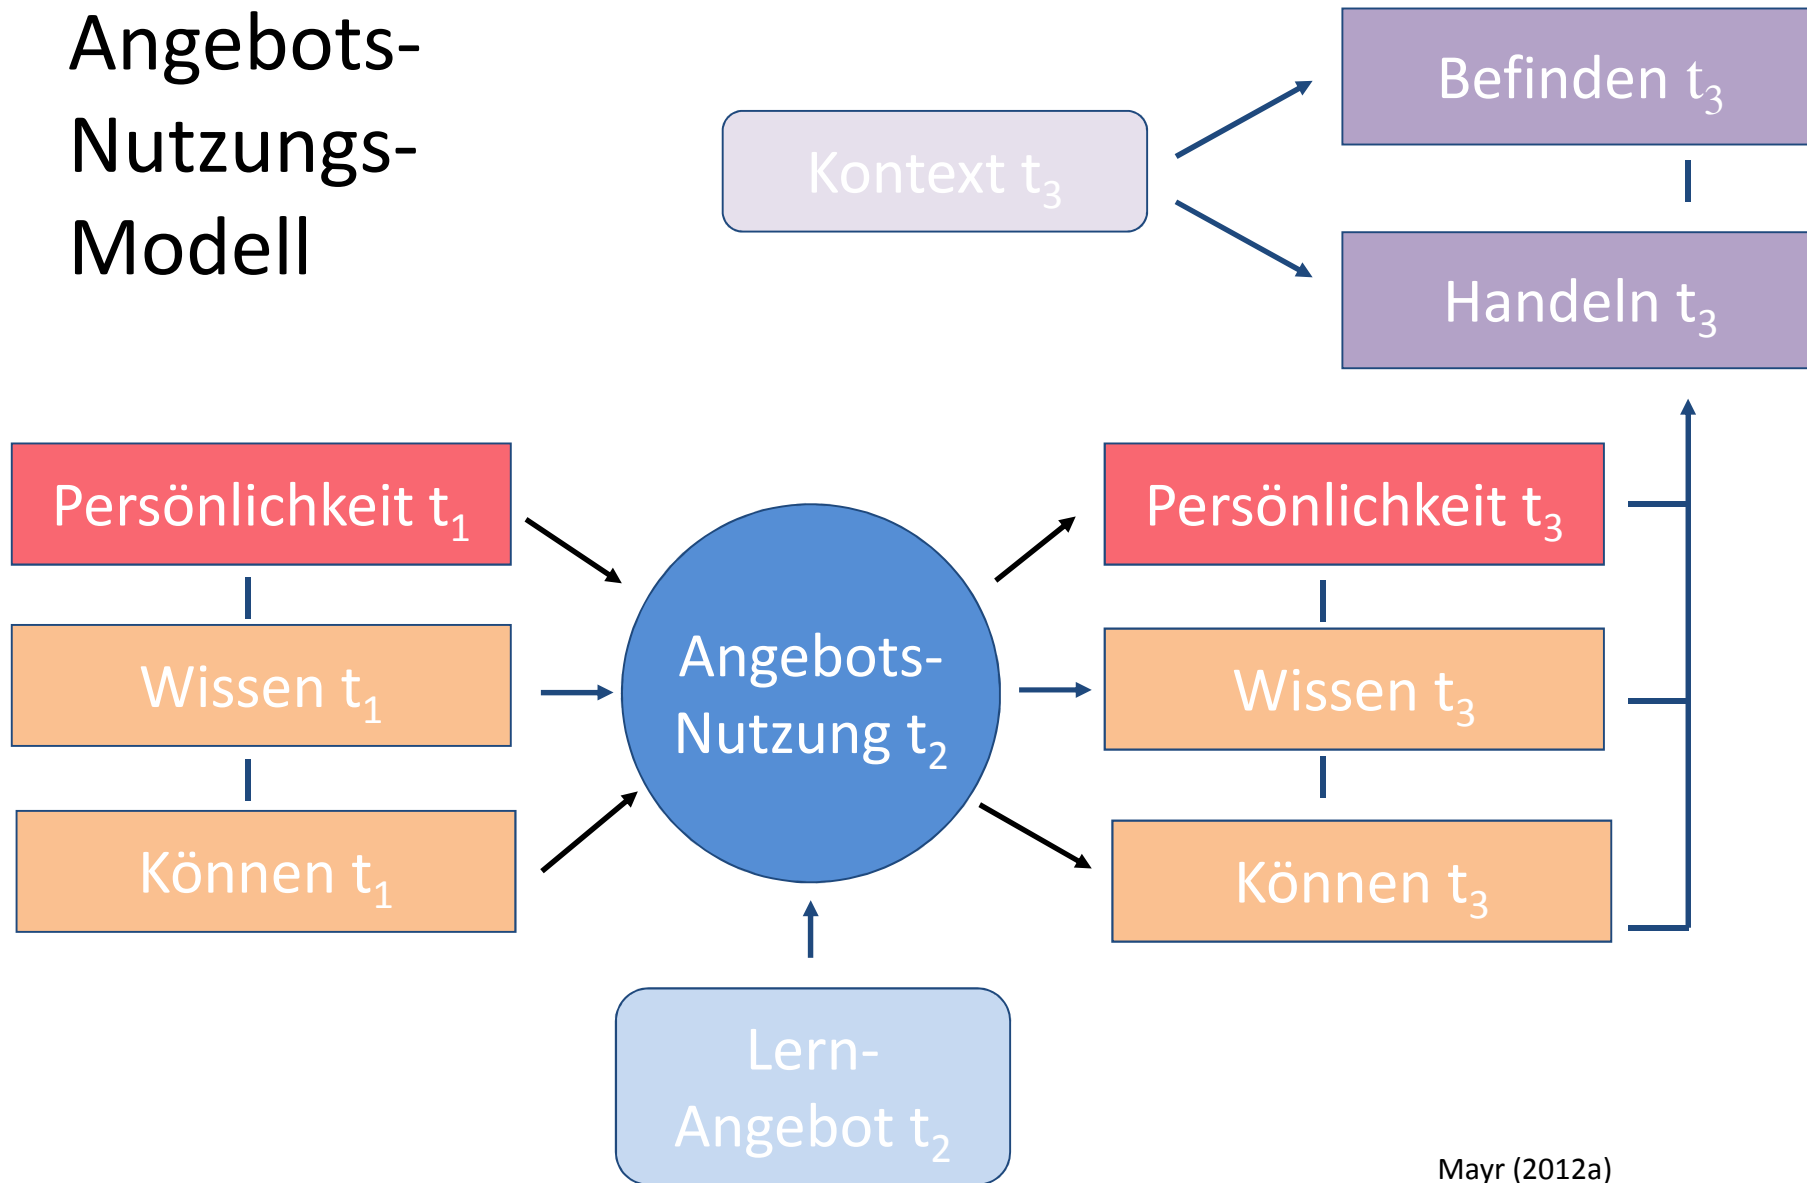 Angebots-
Nutzungs-
Modell
Kontext t₃
Befinden t₃
Handeln t₃
Persönlichkeit t₁
Wissen t₁
Können t₁
Angebots-
Nutzung t₂
Persönlichkeit t₃
Wissen t₃
Können t₃
Lern-
Angebot t₂
Mayr (2012a)